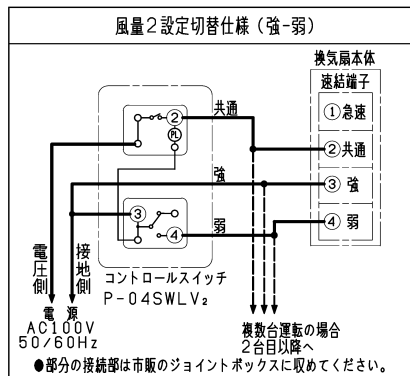 風量2設定切替仕様（強-弱）
換気扇本体
速結端子
①急速
②共通
③強
④弱
共通
強
弱
②
PL
③
④
電圧側
接地側
電源
AC100V
50/60Hz
コントロールスイッチ
P-04SWLV₂
複数台運転の場合
2台目以降へ
●部分の接続部は市販のジョイントボックスに収めてください。